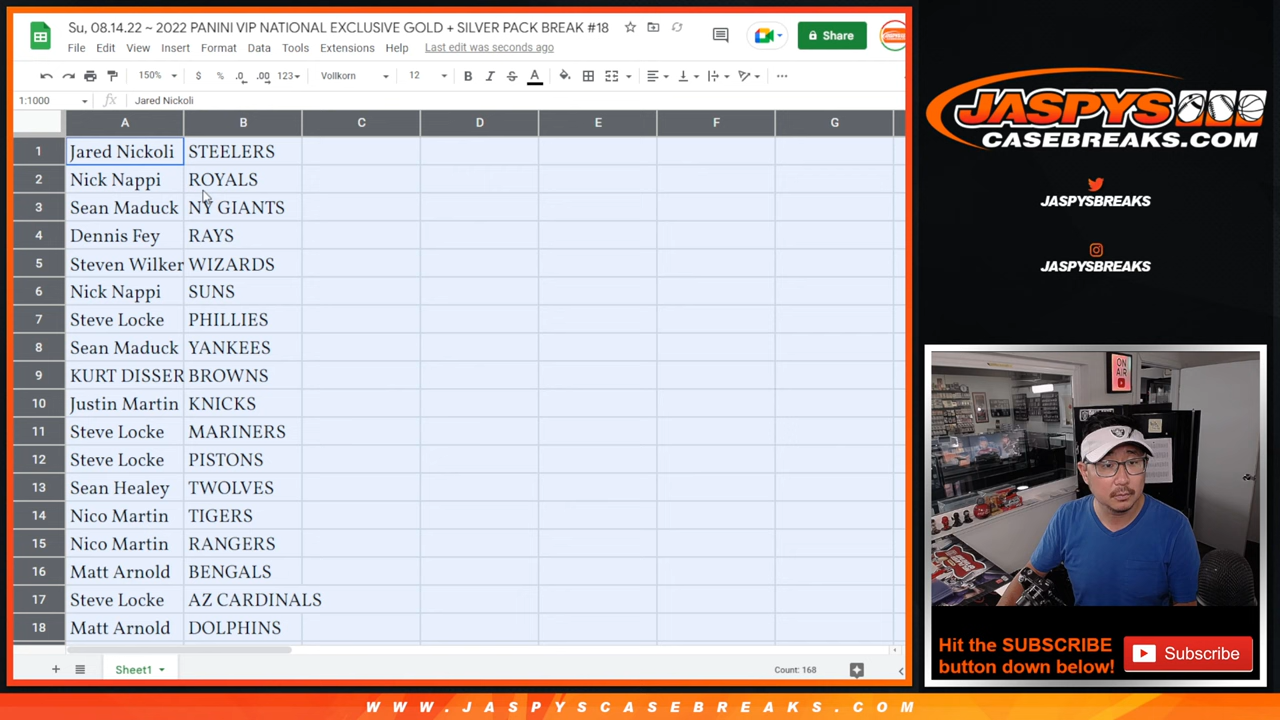 Su, 08.14.22 ~ 2022 PANINI VIP NATIONAL EXCLUSIVE GOLD + SILVER PACK BREAK #18
Share
File Edit View Insert Format Data Tools Extensions Help Last edit was seconds ago
150% $ % .0 .00 123 Vollkorn 12 B I S A
1:1000 fx Jared Nickoli
A B C D E F G
1 Jared Nickoli STEELERS
2 Nick Nappi ROYALS
3 Sean Maduck NY GIANTS
4 Dennis Fey RAYS
5 Steven Wilker WIZARDS
6 Nick Nappi SUNS
7 Steve Locke PHILLIES
8 Sean Maduck YANKEES
9 KURT DISSER BROWNS
10 Justin Martin KNICKS
11 Steve Locke MARINERS
12 Steve Locke PISTONS
13 Sean Healey TWOLVES
14 Nico Martin TIGERS
15 Nico Martin RANGERS
16 Matt Arnold BENGALS
17 Steve Locke AZ CARDINALS
18 Matt Arnold DOLPHINS
Sheet1 Count: 168
JASPYS
CASEBREAKS.COM
JASPYSBREAKS
JASPYSBREAKS
ON AIR
Hit the SUBSCRIBE
button down below!
Subscribe
WWW.JASPYSCASEBREAKS.COM